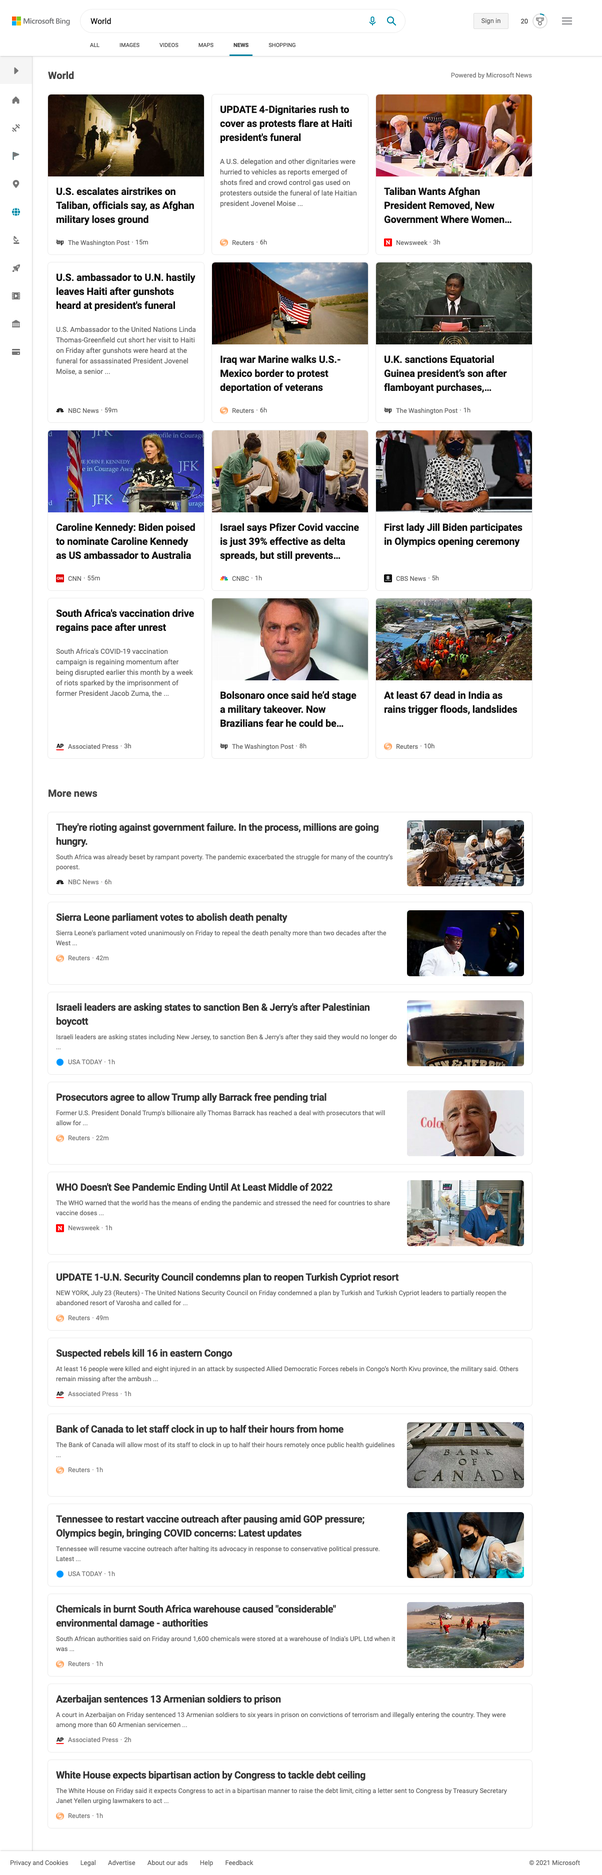 Microsoft Bing
World
Sign in
20
ALL
IMAGES
VIDEOS
MAPS
NEWS
SHOPPING
World
Powered by Microsoft News
U.S. escalates airstrikes on
Taliban, officials say, as Afghan
military loses ground
The Washington Post · 15m
UPDATE 4-Dignitaries rush to
cover as protests flare at Haiti
president's funeral
A U.S. delegation and other dignitaries were
hurried to vehicles as reports emerged of
shots fired and crowd control gas used on
protesters outside the funeral of late Haitian
president Jovenel Moise ...
Reuters · 6h
Taliban Wants Afghan
President Removed, New
Government Where Women...
Newsweek · 3h
U.S. ambassador to U.N. hastily
leaves Haiti after gunshots
heard at president's funeral
U.S. Ambassador to the United Nations Linda
Thomas-Greenfield cut short her visit to Haiti
on Friday after gunshots were heard at the
funeral for assassinated President Jovenel
Moïse, a senior ...
NBC News · 59m
Iraq war Marine walks U.S.-
Mexico border to protest
deportation of veterans
Reuters · 6h
U.K. sanctions Equatorial
Guinea president's son after
flamboyant purchases,...
The Washington Post · 1h
JFK
JFK
JFK
Caroline Kennedy: Biden poised
to nominate Caroline Kennedy
as US ambassador to Australia
CNN · 55m
Israel says Pfizer Covid vaccine
is just 39% effective as delta
spreads, but still prevents...
CNBC · 1h
First lady Jill Biden participates
in Olympics opening ceremony
CBS News · 5h
South Africa's vaccination drive
regains pace after unrest
South Africa's COVID-19 vaccination
campaign is regaining momentum after
being disrupted earlier this month by a week
of riots sparked by the imprisonment of
former President Jacob Zuma, the ...
AP Associated Press · 3h
Bolsonaro once said he'd stage
a military takeover. Now
Brazilians fear he could be...
The Washington Post · 8h
At least 67 dead in India as
rains trigger floods, landslides
Reuters · 10h
More news
They're rioting against government failure. In the process, millions are going
hungry.
South Africa was already beset by rampant poverty. The pandemic exacerbated the struggle for many of the country's
poorest.
NBC News · 6h
Sierra Leone parliament votes to abolish death penalty
Sierra Leone's parliament voted unanimously on Friday to repeal the death penalty more than two decades after the
West ...
Reuters · 42m
Israeli leaders are asking states to sanction Ben & Jerry's after Palestinian
boycott
Israeli leaders are asking states including New Jersey, to sanction Ben & Jerry's after they said they would no longer do
...
USA TODAY · 1h
Prosecutors agree to allow Trump ally Barrack free pending trial
Former U.S. President Donald Trump's billionaire ally Thomas Barrack has reached a deal with prosecutors that will
allow for ...
Reuters · 22m
WHO Doesn't See Pandemic Ending Until At Least Middle of 2022
The WHO warned that the world has the means of ending the pandemic and stressed the need for countries to share
vaccine doses ...
Newsweek · 1h
UPDATE 1-U.N. Security Council condemns plan to reopen Turkish Cypriot resort
NEW YORK, July 23 (Reuters) - The United Nations Security Council on Friday condemned a plan by Turkish and Turkish Cypriot leaders to partially reopen the
abandoned resort of Varosha and called for ...
Reuters · 49m
Suspected rebels kill 16 in eastern Congo
At least 16 people were killed and eight injured in an attack by suspected Allied Democratic Forces rebels in Congo's North Kivu province, the military said. Others
remain missing after the ambush ...
AP Associated Press · 1h
Bank of Canada to let staff clock in up to half their hours from home
The Bank of Canada will allow most of its staff to clock in up to half their hours remotely once public health guidelines
...
Reuters · 1h
BANK
OF
CANADA
Tennessee to restart vaccine outreach after pausing amid GOP pressure;
Olympics begin, bringing COVID concerns: Latest updates
Tennessee will resume vaccine outreach after halting its advocacy in response to conservative political pressure.
Latest ...
USA TODAY · 1h
Chemicals in burnt South Africa warehouse caused "considerable"
environmental damage - authorities
South African authorities said on Friday around 1,600 chemicals were stored at a warehouse of India's UPL Ltd when it
was ...
Reuters · 1h
Azerbaijan sentences 13 Armenian soldiers to prison
A court in Azerbaijan on Friday sentenced 13 Armenian soldiers to six years in prison on convictions of terrorism and illegally entering the country. They were
among more than 60 Armenian servicemen ...
AP Associated Press · 2h
White House expects bipartisan action by Congress to tackle debt ceiling
The White House on Friday said it expects Congress to act in a bipartisan manner to raise the debt limit, citing a letter sent to Congress by Treasury Secretary
Janet Yellen urging lawmakers to act ...
Reuters · 1h
Privacy and Cookies
Legal
Advertise
About our ads
Help
Feedback
© 2021 Microsoft